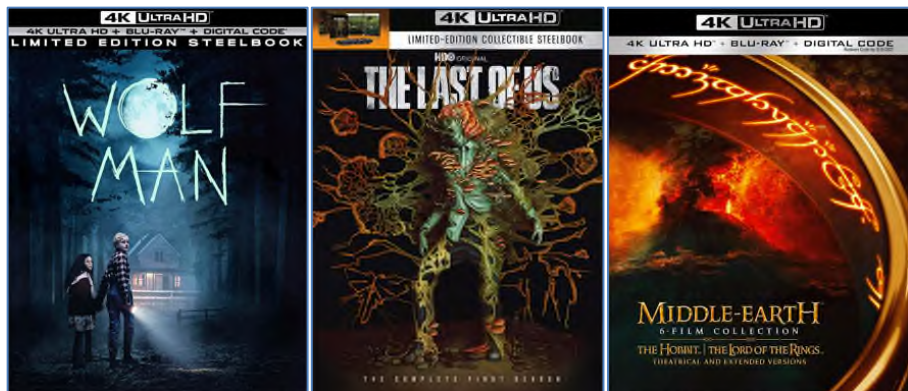 4K ULTRA HD
4K ULTRA HD + BLU-RAY + DIGITAL CODE
LIMITED EDITION STEELBOOK
WOLF
MAN
4K ULTRA HD
LIMITED-EDITION COLLECTIBLE STEELBOOK
HBO ORIGINAL
THE LAST OF US
THE COMPLETE FIRST SEASON
4K ULTRA HD
4K ULTRA HD + BLU-RAY + DIGITAL CODE
MIDDLE-EARTH
6-FILM COLLECTION
THE HOBBIT | THE LORD OF THE RINGS
THEATRICAL AND EXTENDED VERSIONS